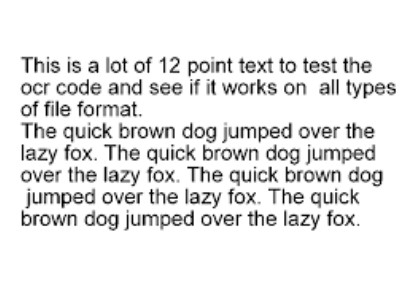 This is a lot of 12 point text to test the
ocr code and see if it works on  all types
of file format.
The quick brown dog jumped over the
lazy fox. The quick brown dog jumped
over the lazy fox. The quick brown dog
jumped over the lazy fox. The quick
brown dog jumped over the lazy fox.